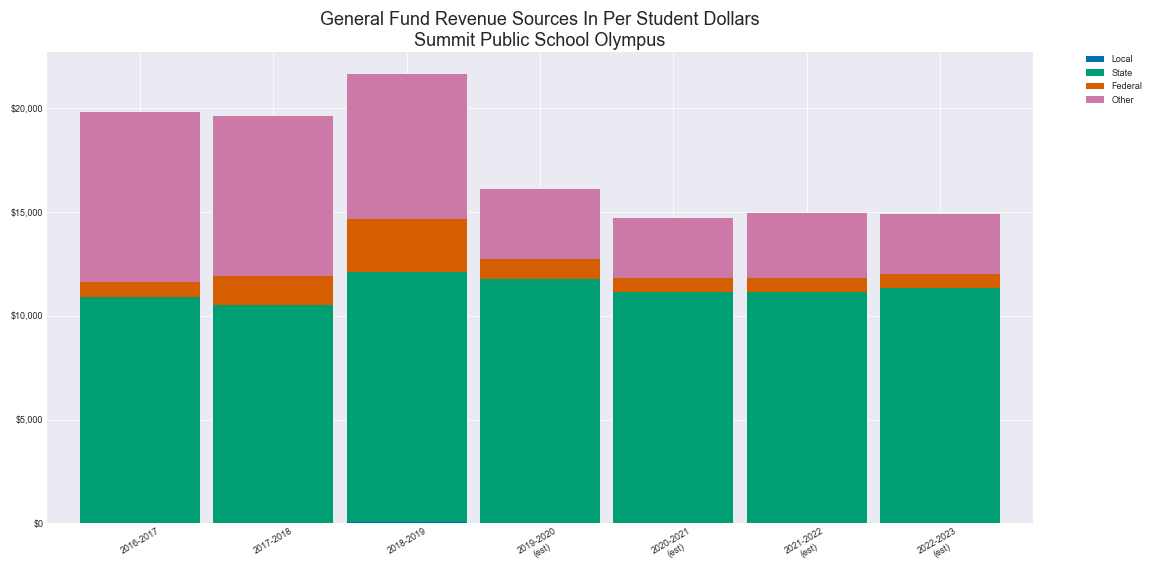 General Fund Revenue Sources In Per Student Dollars
Summit Public School Olympus
Local
State
Federal
Other
$20,000
$15,000
$10,000
$5,000
$0
2016-2017
2017-2018
2018-2019
2019-2020
(est)
2020-2021
(est)
2021-2022
(est)
2022-2023
(est)